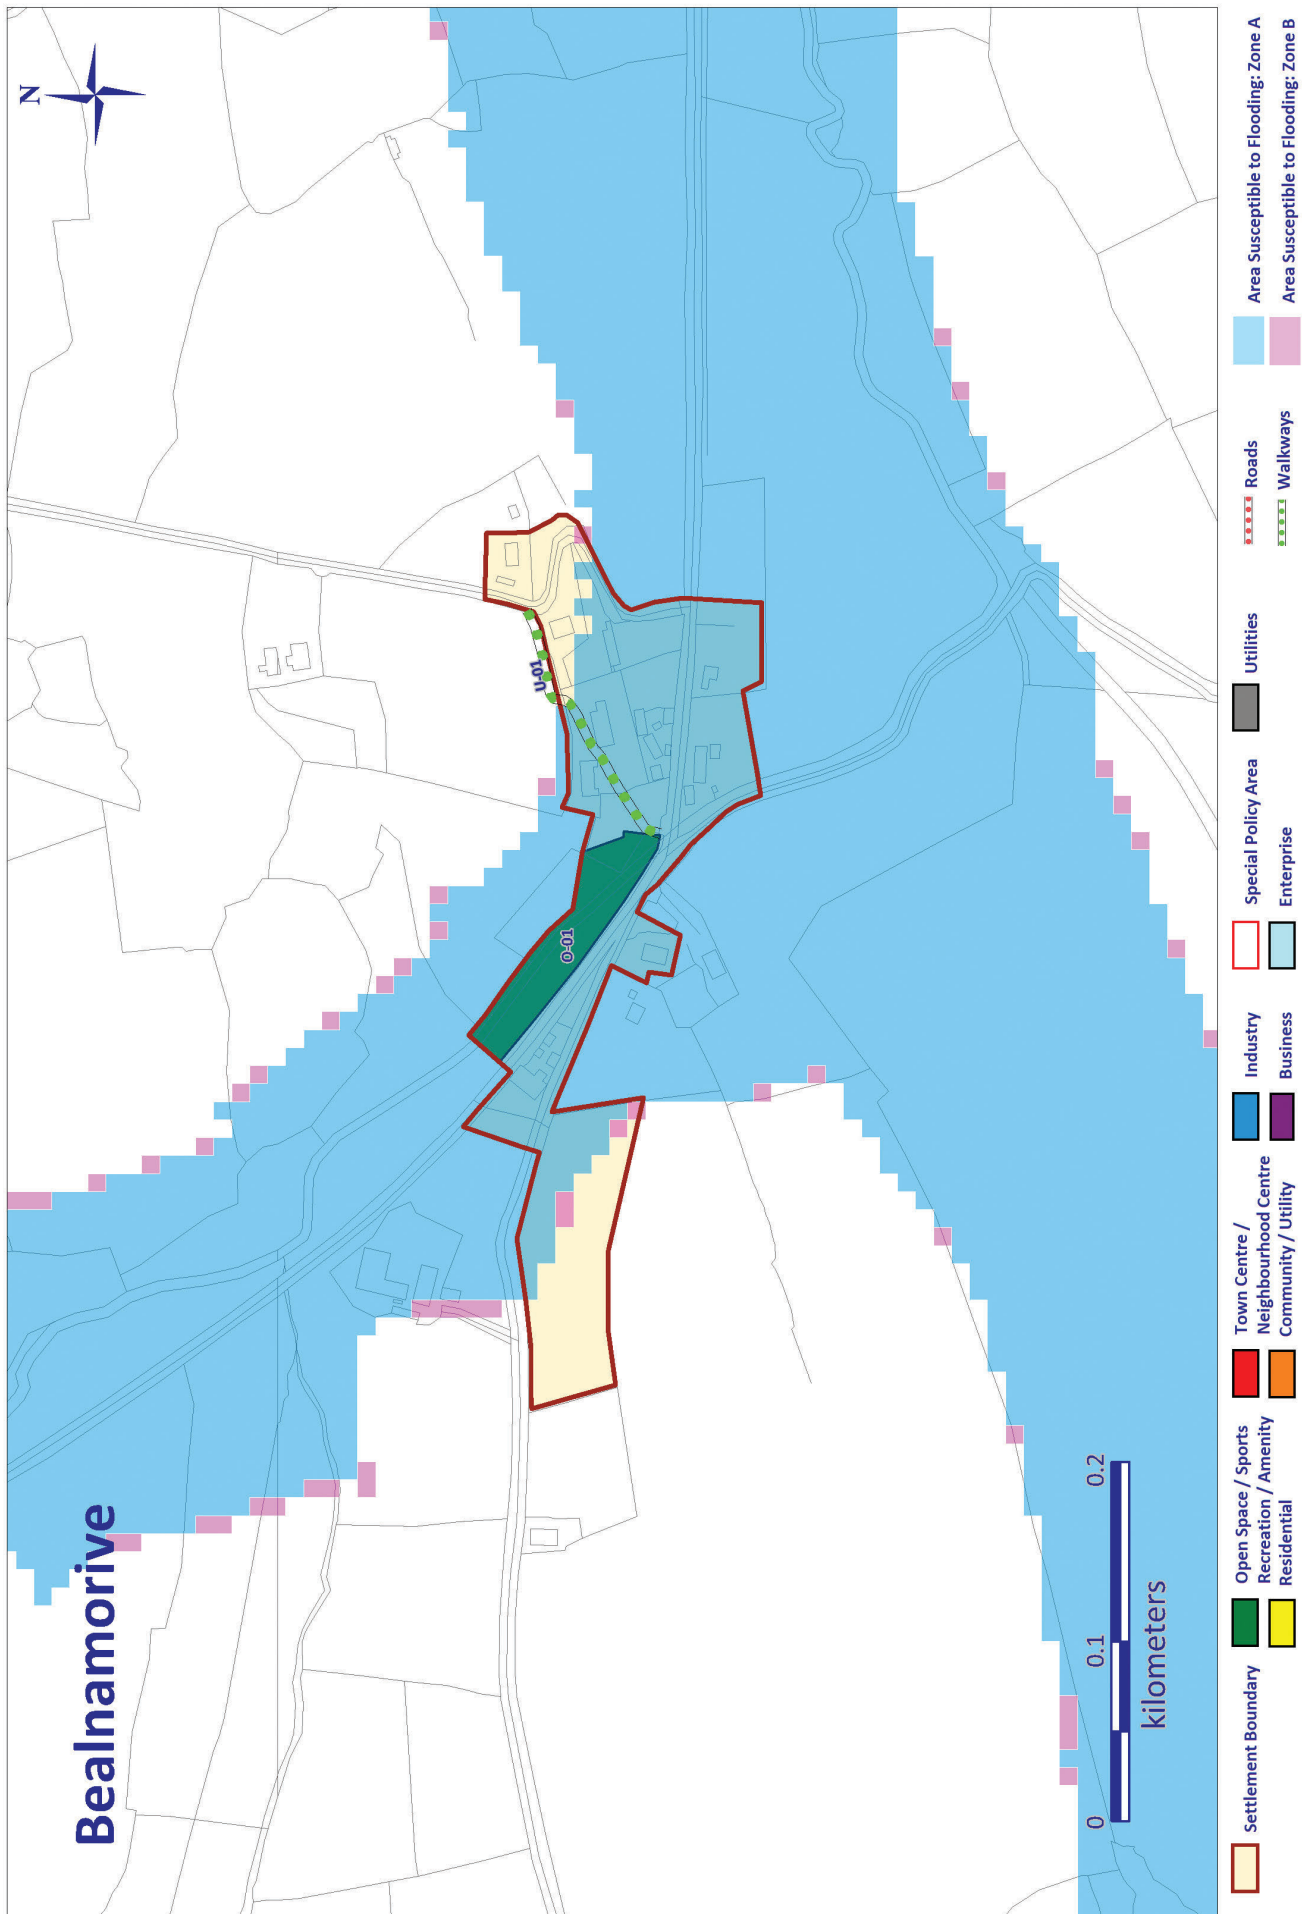 Bealnamorive
N
U-01
O-01
0 0.1 0.2
kilometers
Settlement Boundary
Open Space / Sports
Recreation / Amenity
Residential
Town Centre /
Neighbourhood Centre
Community / Utility
Industry
Business
Special Policy Area
Enterprise
Utilities
Roads
Walkways
Area Susceptible to Flooding: Zone A
Area Susceptible to Flooding: Zone B